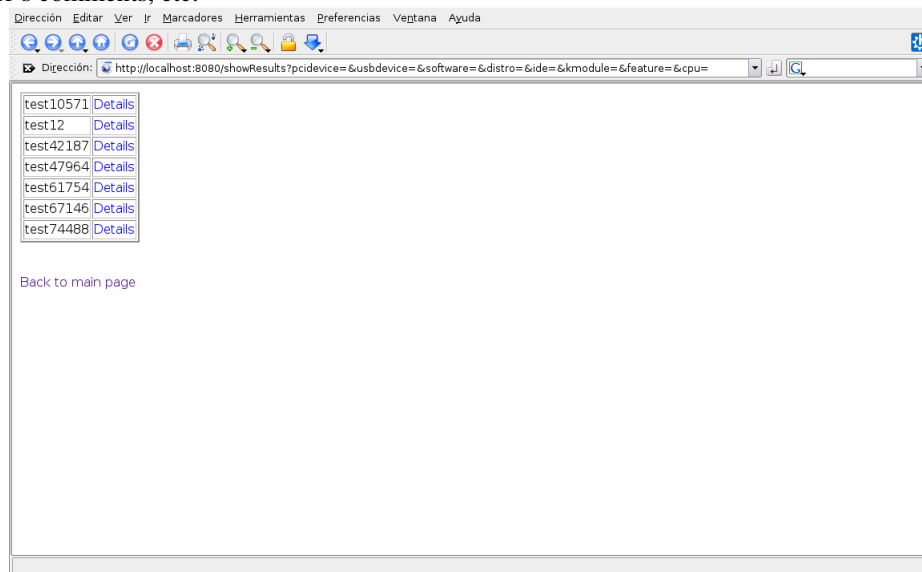 s comments, etc.
Dirección Editar Ver Ir Marcadores Herramientas Preferencias Ventana Ayuda
Dirección: http://localhost:8080/showResults?pcidevice=&usbdevice=&software=&distro=&ide=&kmodule=&feature=&cpu=
test10571 Details
test12 Details
test42187 Details
test47964 Details
test61754 Details
test67146 Details
test74488 Details
Back to main page